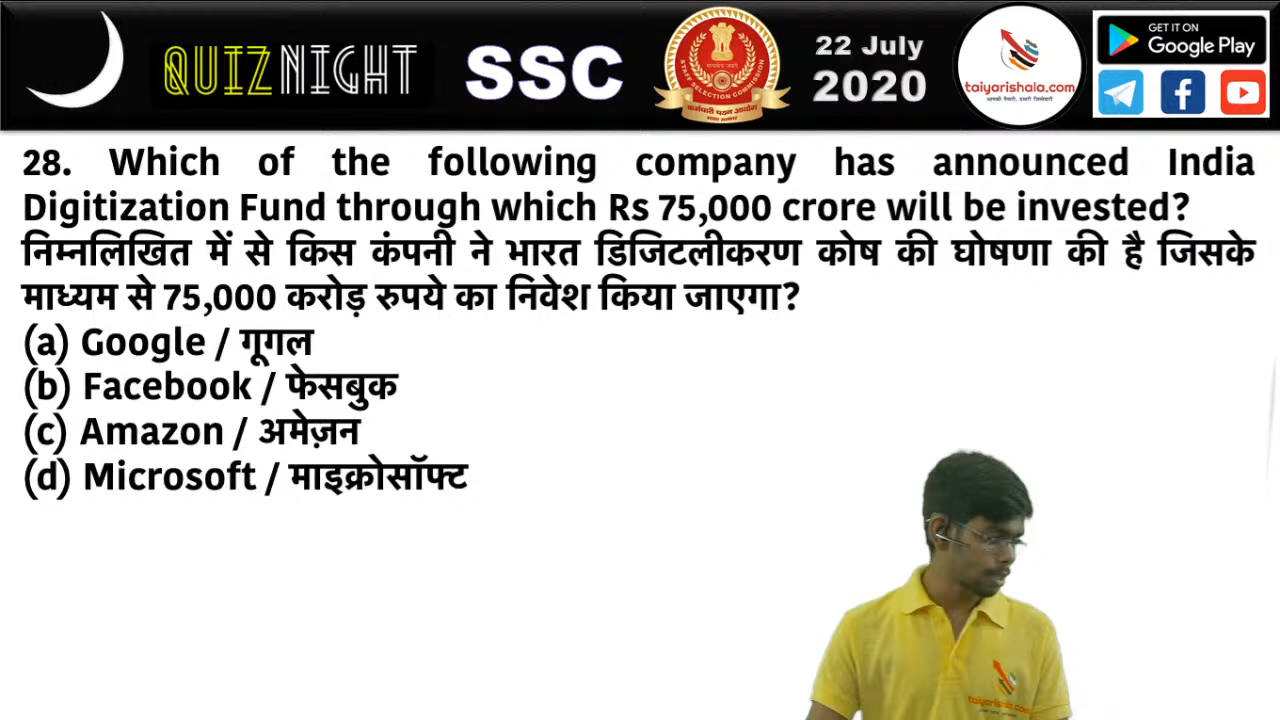 QUIZ NIGHT
SSC
22 July
2020
taiyarishala.com
GET IT ON
Google Play
28. Which of the following company has announced India
Digitization Fund through which Rs 75,000 crore will be invested?
निम्नलिखित में से किस कंपनी ने भारत डिजिटलीकरण कोष की घोषणा की है जिसके
माध्यम से 75,000 करोड़ रुपये का निवेश किया जाएगा?
(a) Google / गूगल
(b) Facebook / फेसबुक
(c) Amazon / अमेज़न
(d) Microsoft / माइक्रोसॉफ्ट